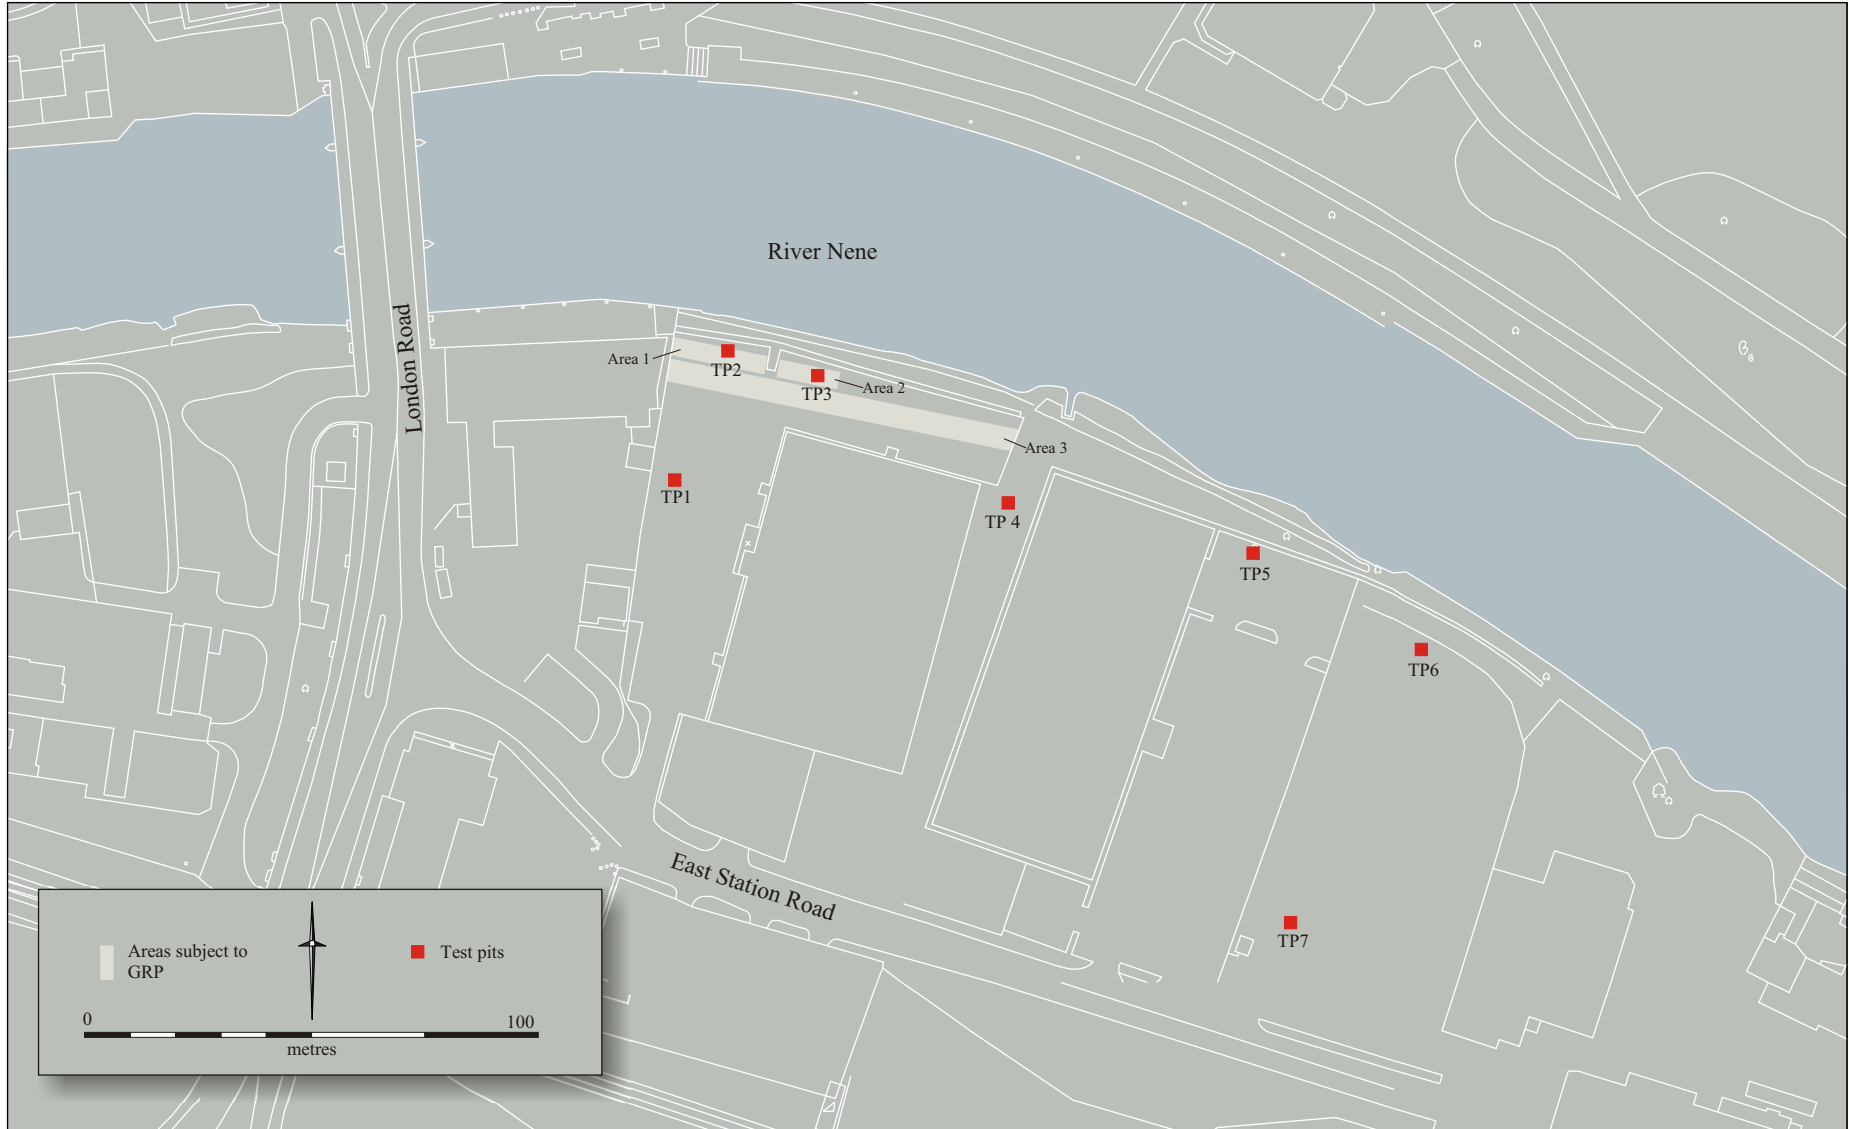 River Nene
London Road
Area 1
TP2
TP3
Area 2
Area 3
TP1
TP 4
TP5
TP6
East Station Road
TP7
Areas subject to
GRP
Test pits
0
100
metres